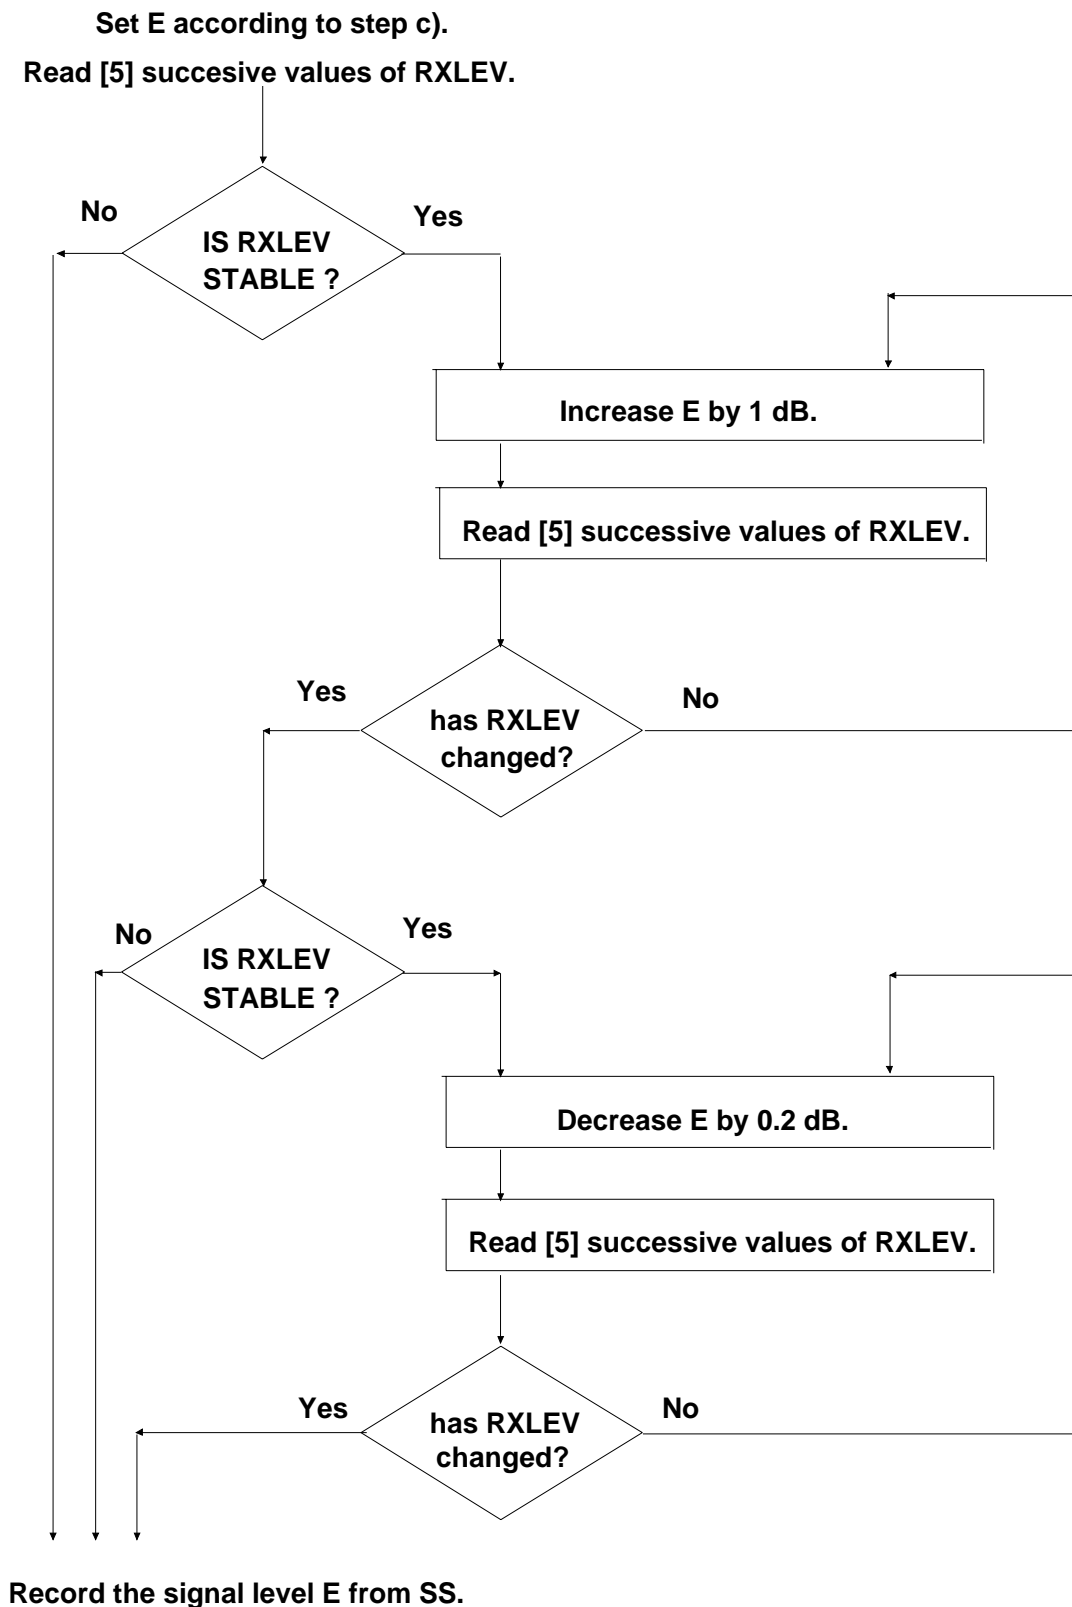 Set E according to step c).
Read [5] succesive values of RXLEV.
No
Yes
IS RXLEV
STABLE ?
Increase E by 1 dB.
Read [5] successive values of RXLEV.
Yes
No
has RXLEV
changed?
No
Yes
IS RXLEV
STABLE ?
Decrease E by 0.2 dB.
Read [5] successive values of RXLEV.
Yes
No
has RXLEV
changed?
Record the signal level E from SS.